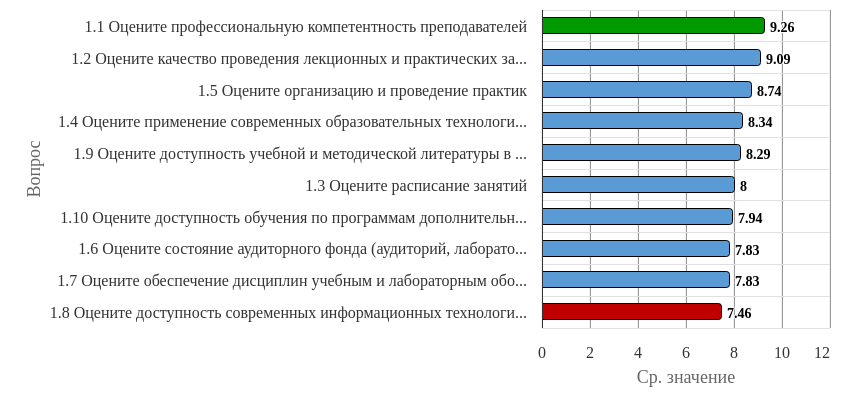 1.1 Оцените профессиональную компетентность преподавателей 9.26
1.2 Оцените качество проведения лекционных и практических за... 9.09
1.5 Оцените организацию и проведение практик 8.74
1.4 Оцените применение современных образовательных технологи... 8.34
1.9 Оцените доступность учебной и методической литературы в ... 8.29
1.3 Оцените расписание занятий 8
1.10 Оцените доступность обучения по программам дополнительн... 7.94
1.6 Оцените состояние аудиторного фонда (аудиторий, лаборато... 7.83
1.7 Оцените обеспечение дисциплин учебным и лабораторным обо... 7.83
1.8 Оцените доступность современных информационных технологи... 7.46
Вопрос
0 2 4 6 8 10 12
Ср. значение